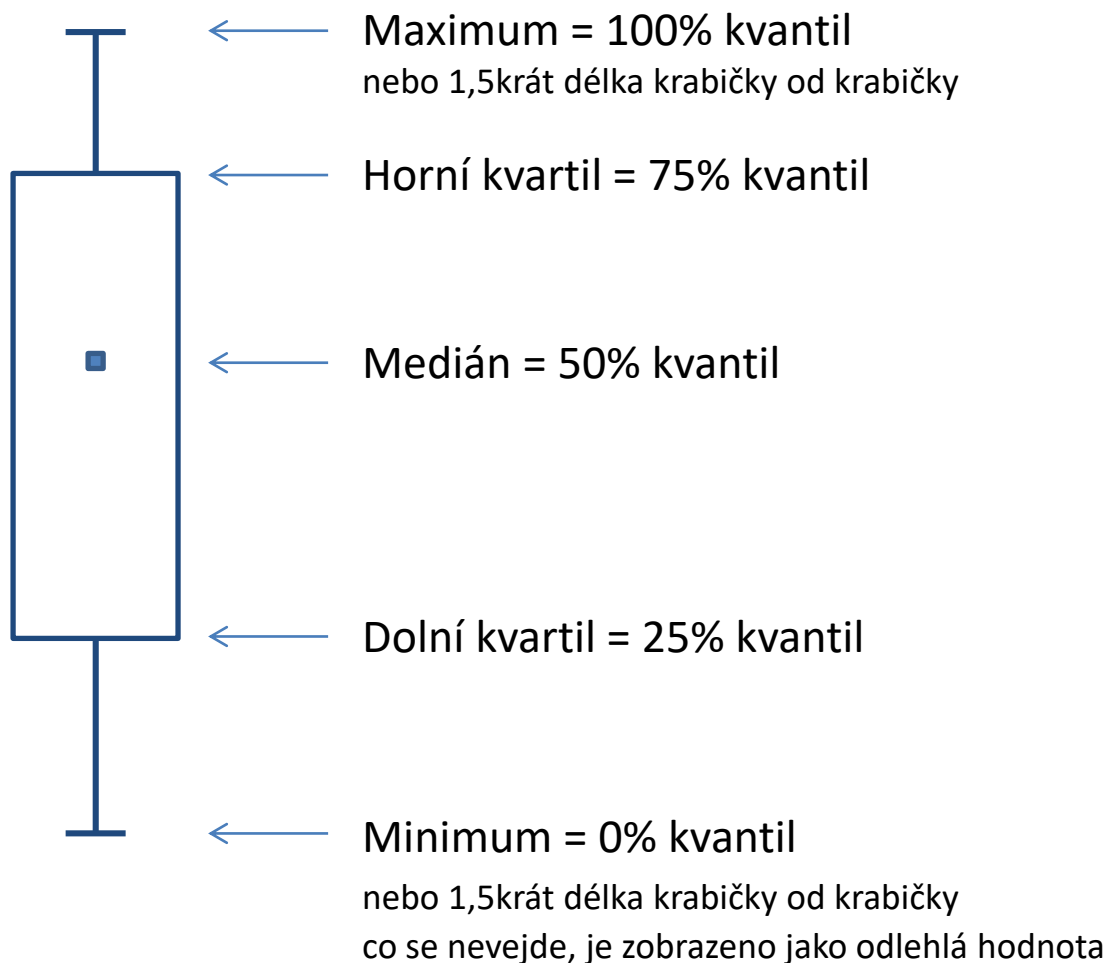 Maximum = 100% kvantil
nebo 1,5krát délka krabičky od krabičky
Horní kvartil = 75% kvantil
Medián = 50% kvantil
Dolní kvartil = 25% kvantil
Minimum = 0% kvantil
nebo 1,5krát délka krabičky od krabičky
co se nevejde, je zobrazeno jako odlehlá hodnota